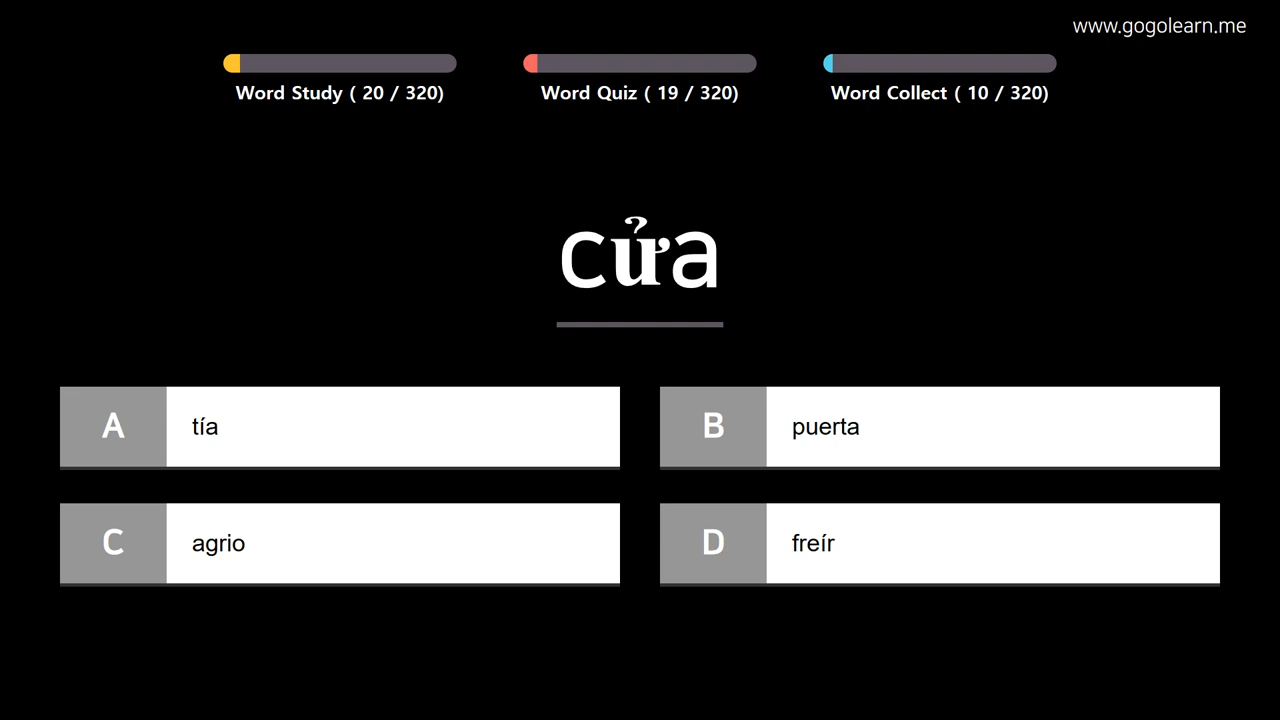 www.gogolearn.me
Word Study ( 20 / 320)
Word Quiz ( 19 / 320)
Word Collect ( 10 / 320)
cửa
A tía
B puerta
C agrio
D freír